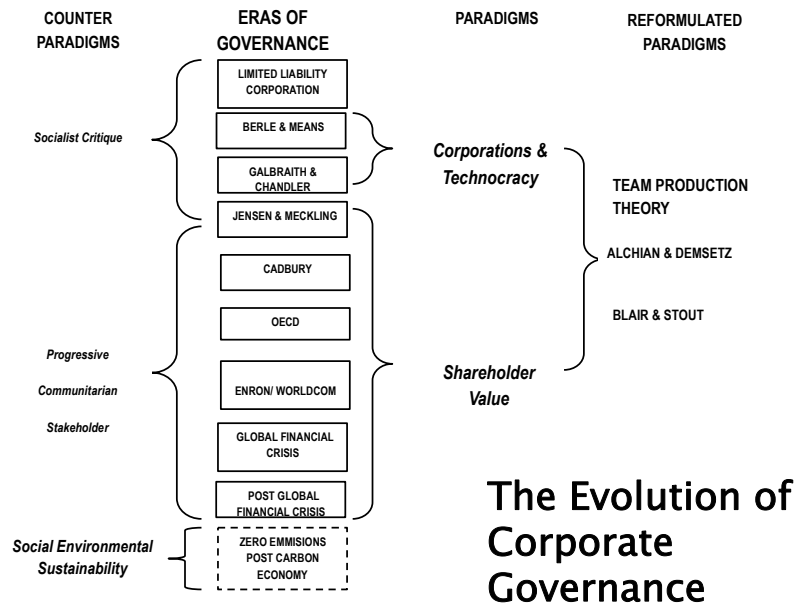 COUNTER
PARADIGMS
ERAS OF
GOVERNANCE
PARADIGMS
REFORMULATED
PARADIGMS
LIMITED LIABILITY
CORPORATION
BERLE & MEANS
GALBRAITH &
CHANDLER
JENSEN & MECKLING
CADBURY
OECD
ENRON/ WORLDCOM
GLOBAL FINANCIAL
CRISIS
POST GLOBAL
FINANCIAL CRISIS
ZERO EMMISIONS
POST CARBON
ECONOMY
Socialist Critique
Progressive
Communitarian
Stakeholder
Social Environmental
Sustainability
Corporations &
Technocracy
Shareholder
Value
TEAM PRODUCTION
THEORY
ALCHIAN & DEMSETZ
BLAIR & STOUT
The Evolution of
Corporate
Governance